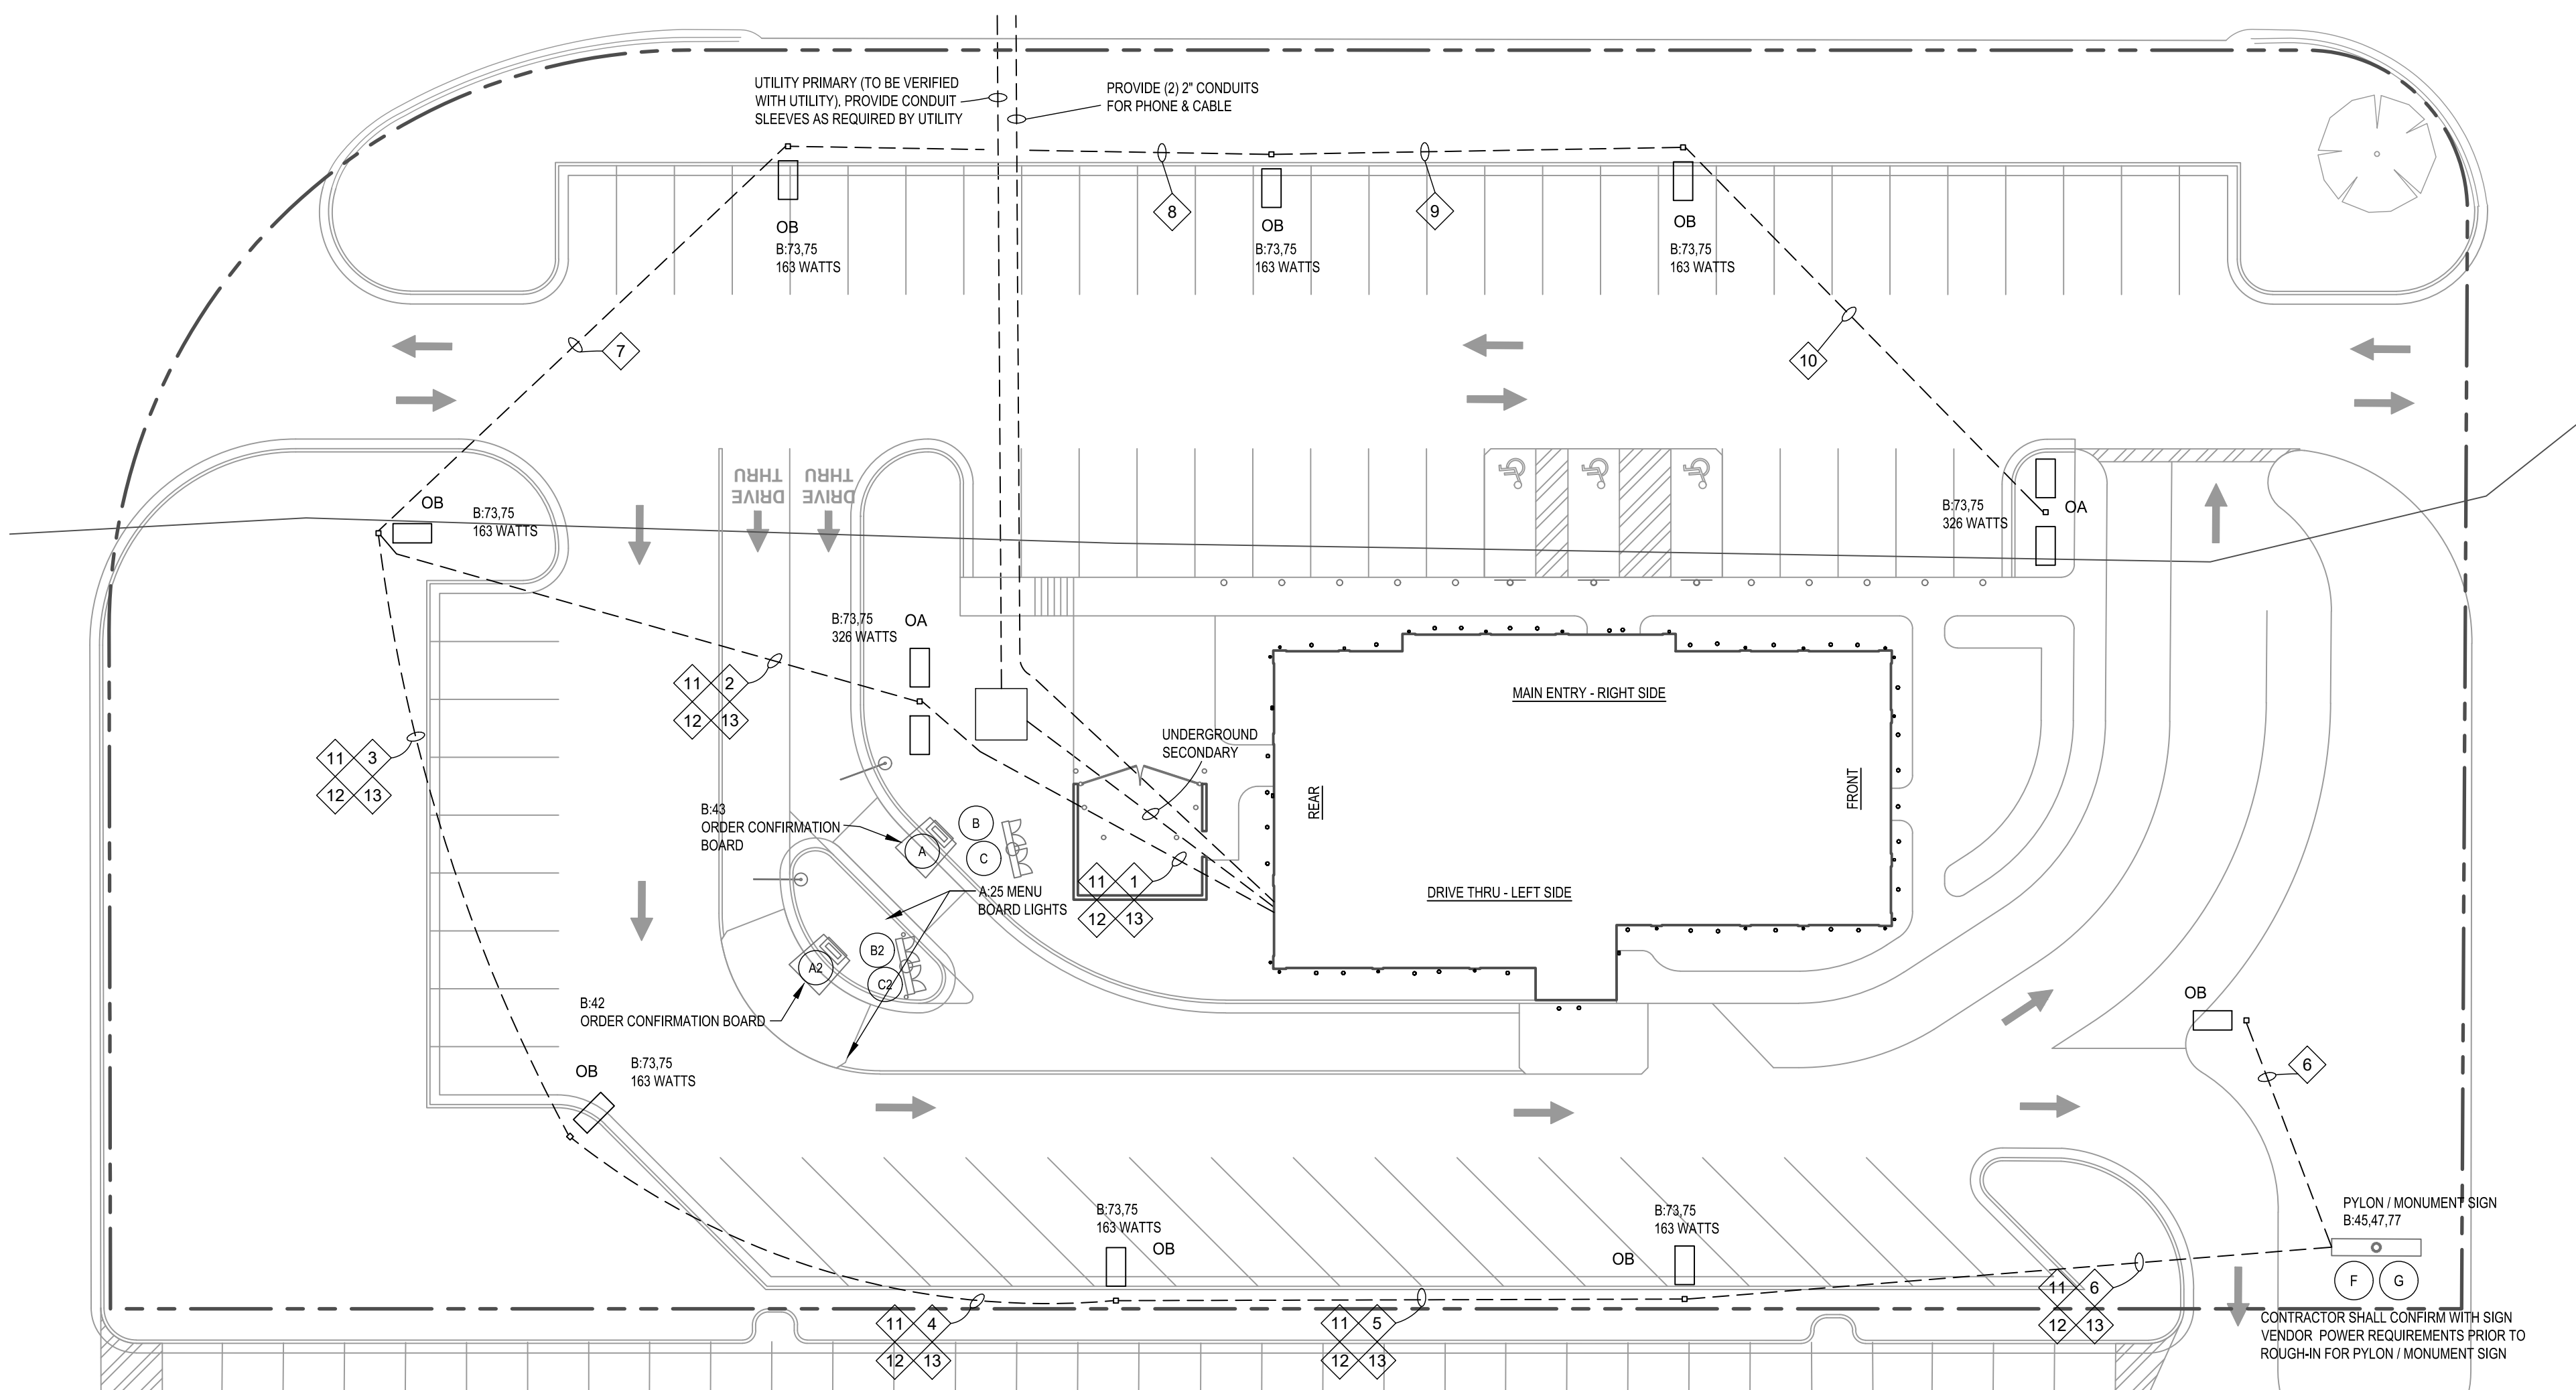 UTILITY PRIMARY (TO BE VERIFIED
WITH UTILITY), PROVIDE CONDUIT
SLEEVES AS REQUIRED BY UTILITY
PROVIDE (2) 2" CONDUITS
FOR PHONE & CABLE
8
9
OB
B:73,75
163 WATTS
OB
B:73,75
163 WATTS
OB
B:73,75
163 WATTS
7
10
DRIVE
THRU
DRIVE
THRU
OB
B:73,75
163 WATTS
B:73,75
326 WATTS
OA
B:73,75
326 WATTS
OA
11 2
12 13
MAIN ENTRY - RIGHT SIDE
UNDERGROUND
SECONDARY
11 3
12 13
REAR
FRONT
B:43
ORDER CONFIRMATION
BOARD
A
B
C
11 1
12 13
A:25 MENU
BOARD LIGHTS
DRIVE THRU - LEFT SIDE
B2
A2
C2
B:42
ORDER CONFIRMATION BOARD
OB
OB
B:73,75
163 WATTS
6
B:73,75
163 WATTS
OB
B:73,75
163 WATTS
OB
PYLON / MONUMENT SIGN
B:45,47,77
F
G
11 4
12 13
11 5
12 13
11 6
12 13
CONTRACTOR SHALL CONFIRM WITH SIGN
VENDOR POWER REQUIREMENTS PRIOR TO
ROUGH-IN FOR PYLON / MONUMENT SIGN